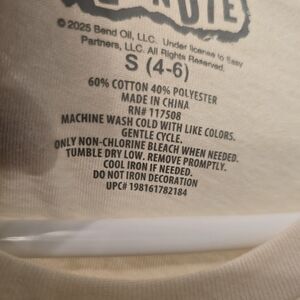 © 2025 Bend Oil, LLC. Under license to Easy
Partners, LLC. All Rights Reserved.
S (4-6)
60% COTTON 40% POLYESTER
MADE IN CHINA
RN# 117508
MACHINE WASH COLD WITH LIKE COLORS.
GENTLE CYCLE.
ONLY NON-CHLORINE BLEACH WHEN NEEDED.
TUMBLE DRY LOW. REMOVE PROMPTLY.
COOL IRON IF NEEDED.
DO NOT IRON DECORATION
UPC# 198161782184